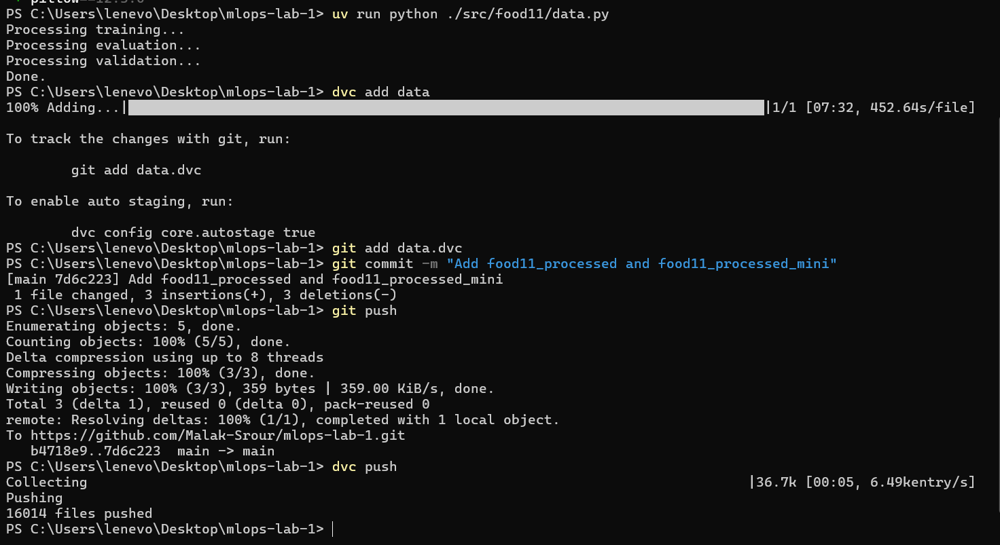 PS C:\Users\lenevo\Desktop\mlops-lab-1> uv run python ./src/food11/data.py
Processing training...
Processing evaluation...
Processing validation...
Done.
PS C:\Users\lenevo\Desktop\mlops-lab-1> dvc add data
100% Adding...| |1/1 [07:32, 452.64s/file]
To track the changes with git, run:
git add data.dvc
To enable auto staging, run:
dvc config core.autostage true
PS C:\Users\lenevo\Desktop\mlops-lab-1> git add data.dvc
PS C:\Users\lenevo\Desktop\mlops-lab-1> git commit -m "Add food11_processed and food11_processed_mini"
[main 7d6c223] Add food11_processed and food11_processed_mini
1 file changed, 3 insertions(+), 3 deletions(-)
PS C:\Users\lenevo\Desktop\mlops-lab-1> git push
Enumerating objects: 5, done.
Counting objects: 100% (5/5), done.
Delta compression using up to 8 threads
Compressing objects: 100% (3/3), done.
Writing objects: 100% (3/3), 359 bytes | 359.00 KiB/s, done.
Total 3 (delta 1), reused 0 (delta 0), pack-reused 0
remote: Resolving deltas: 100% (1/1), completed with 1 local object.
To https://github.com/Malak-Srour/mlops-lab-1.git
b4718e9..7d6c223  main -> main
PS C:\Users\lenevo\Desktop\mlops-lab-1> dvc push
Collecting |36.7k [00:05, 6.49kentry/s]
Pushing
16014 files pushed
PS C:\Users\lenevo\Desktop\mlops-lab-1>